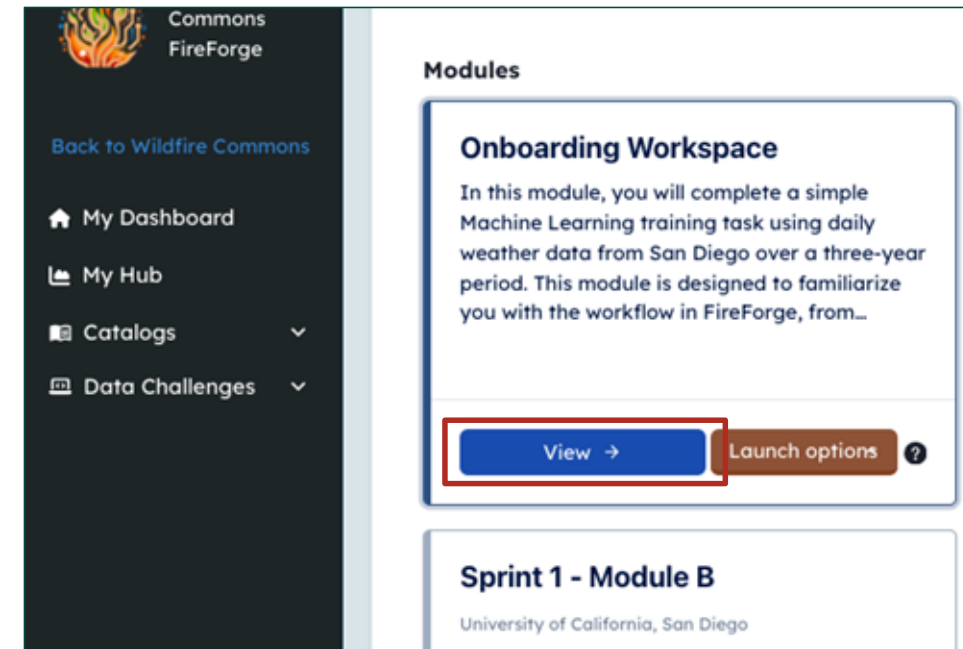 Commons
FireForge
Back to Wildfire Commons
My Dashboard
My Hub
Catalogs
Data Challenges
Modules
Onboarding Workspace
In this module, you will complete a simple
Machine Learning training task using daily
weather data from San Diego over a three-year
period. This module is designed to familiarize
you with the workflow in FireForge, from…
View →
Launch options
?
Sprint 1 - Module B
University of California, San Diego